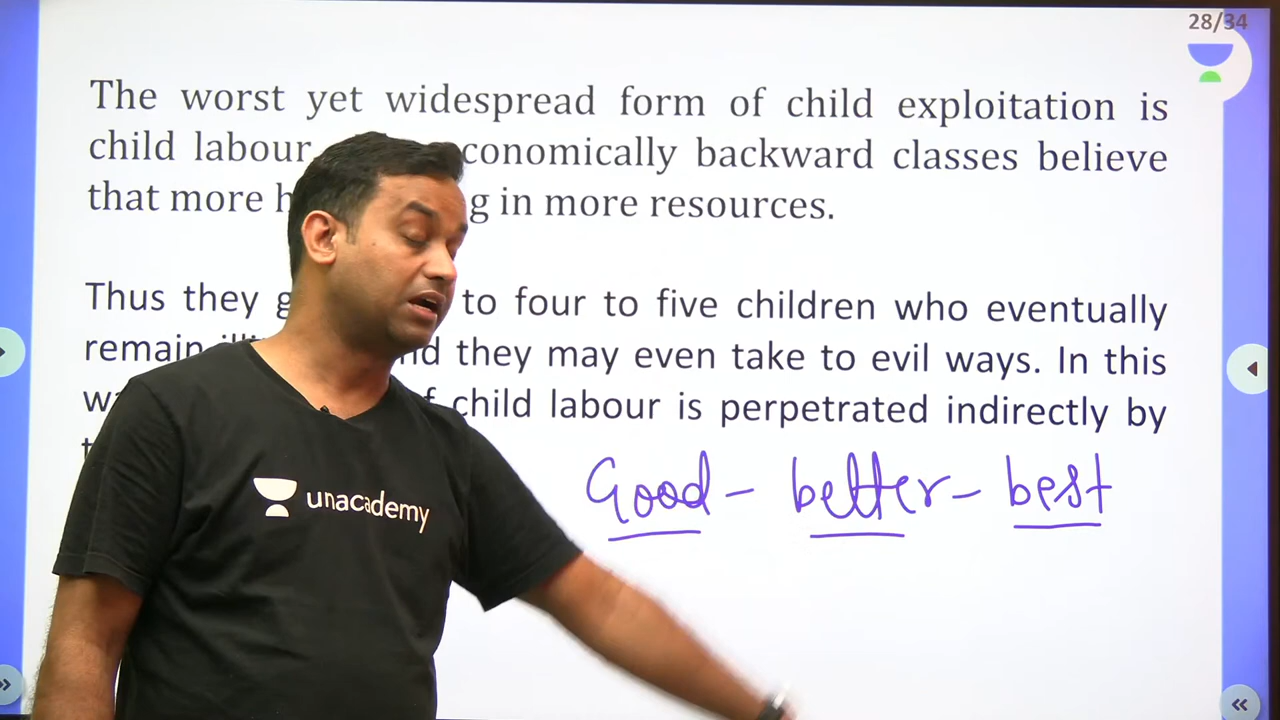 28/34
The worst yet widespread form of child exploitation is
child labour conomically backward classes believe
that more g in more resources.
Thus they to four to five children who eventually
remain they may even take to evil ways. In this
child labour is perpetrated indirectly by
Good - better - best
unacademy